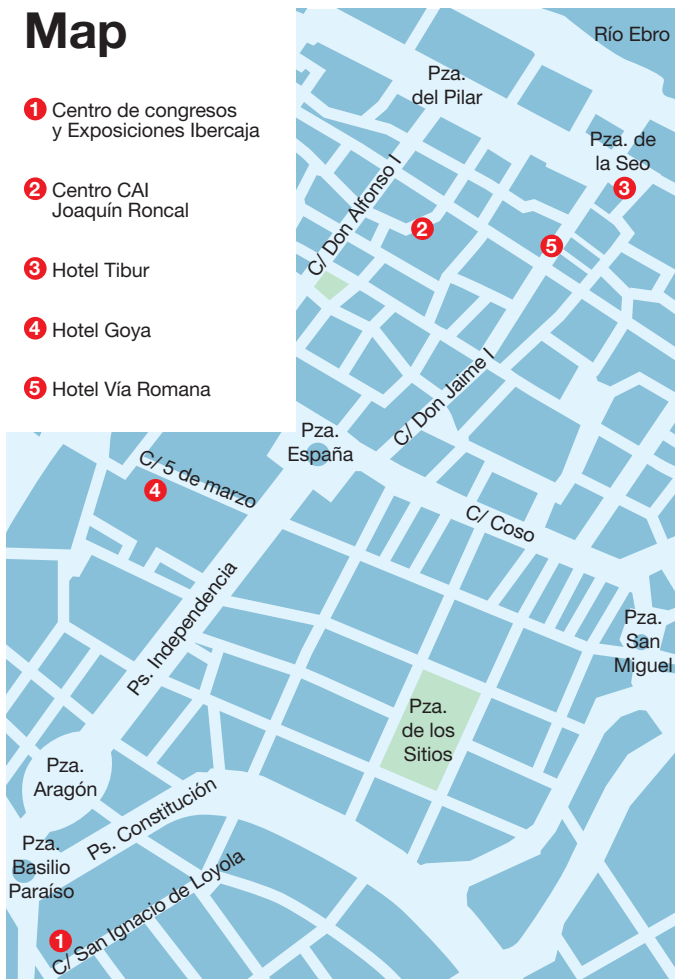 Map
1 Centro de congresos
y Exposiciones Ibercaja
2 Centro CAI
Joaquín Roncal
3 Hotel Tibur
4 Hotel Goya
5 Hotel Vía Romana
Río Ebro
Pza.
del Pilar
Pza. de
la Seo
3
C/ Don Alfonso I
2
5
C/ Don Jaime I
Pza.
España
C/ 5 de marzo
4
C/ Coso
Ps. Independencia
Pza.
San
Miguel
Pza.
de los
Sitios
Pza.
Aragón
Ps. Constitución
Pza.
Basilio
Paraíso
C/ San Ignacio de Loyola
1